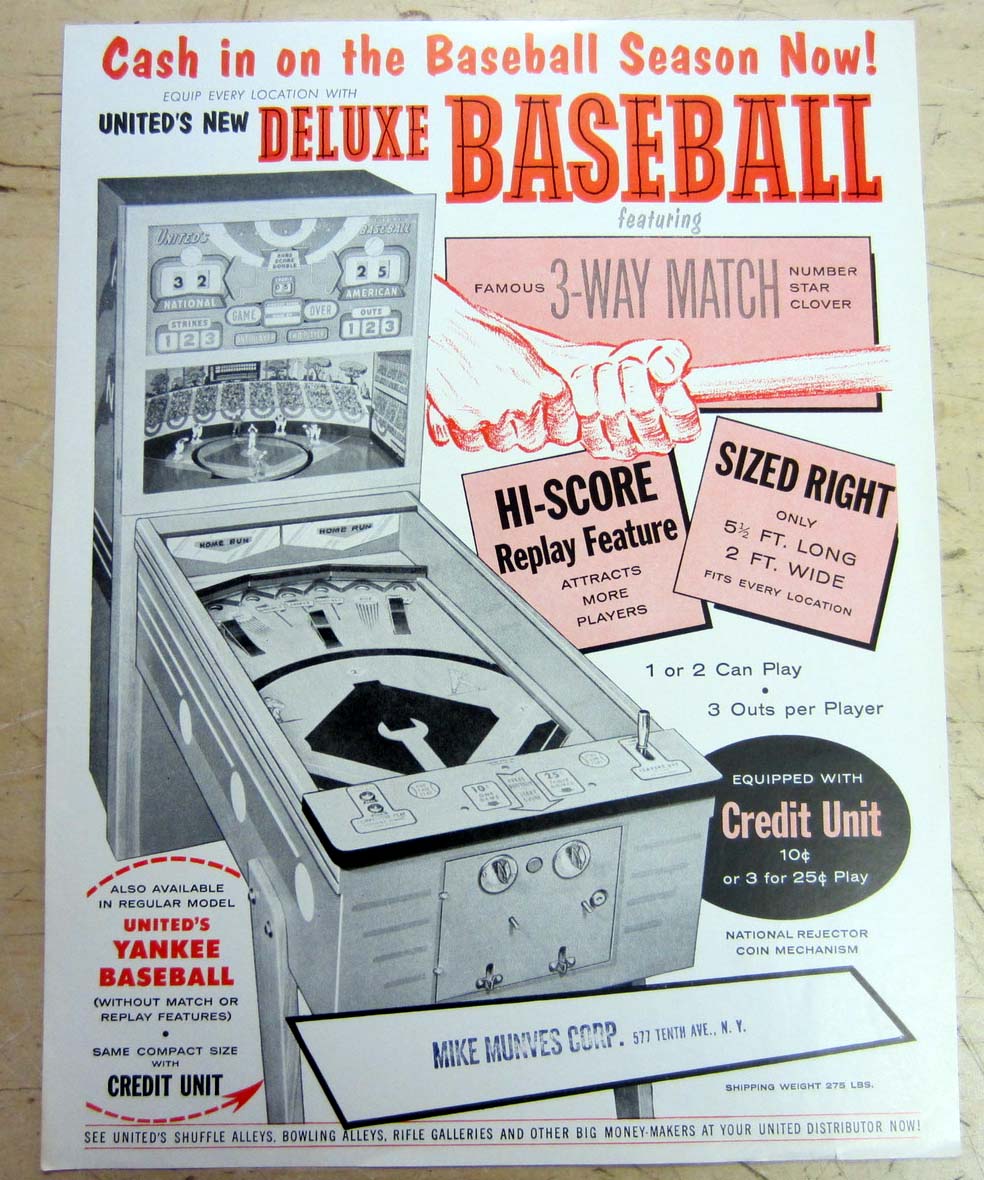 Cash in on the Baseball Season Now!
EQUIP EVERY LOCATION WITH
UNITED'S NEW DELUXE BASEBALL
featuring
FAMOUS 3-WAY MATCH NUMBER
STAR
CLOVER
UNITED'S
BASEBALL
3 2
2 5
NATIONAL
AMERICAN
GAME
OVER
STRIKES
OUTS
1 2 3
1 2 3
HOME RUN
HOME RUN
HI-SCORE
Replay Feature
ATTRACTS
MORE
PLAYERS
SIZED RIGHT
ONLY
5½ FT. LONG
2 FT. WIDE
FITS EVERY LOCATION
1 or 2 Can Play
•
3 Outs per Player
10¢
25¢
EQUIPPED WITH
Credit Unit
10¢
or 3 for 25¢ Play
NATIONAL REJECTOR
COIN MECHANISM
ALSO AVAILABLE
IN REGULAR MODEL
UNITED'S
YANKEE
BASEBALL
(WITHOUT MATCH OR
REPLAY FEATURES)
•
SAME COMPACT SIZE
WITH
CREDIT UNIT
MIKE MUNVES CORP. 577 TENTH AVE., N. Y.
SHIPPING WEIGHT 275 LBS.
SEE UNITED'S SHUFFLE ALLEYS, BOWLING ALLEYS, RIFLE GALLERIES AND OTHER BIG MONEY-MAKERS AT YOUR UNITED DISTRIBUTOR NOW!